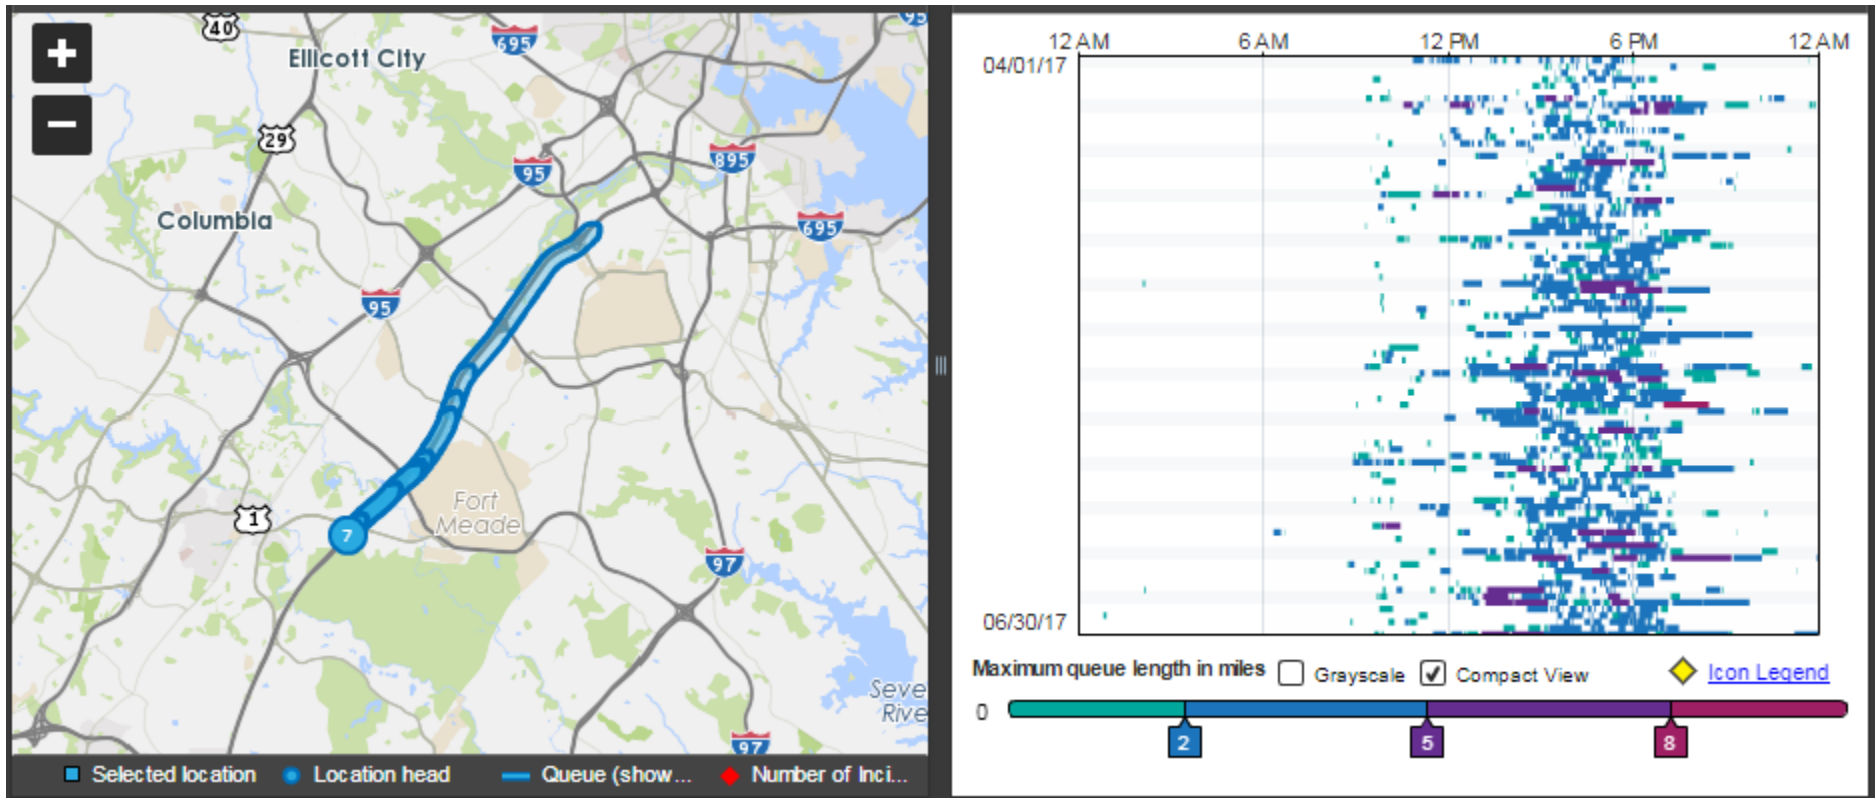 40
695
95
Ellicott City
29
95
895
Columbia
695
95
Fort
Meade
1
7
97
Seve
Rive
97
Selected location
Location head
Queue (show...
Number of Inci...
12 AM 6 AM 12 PM 6 PM 12 AM
04/01/17
06/30/17
Maximum queue length in miles Grayscale Compact View Icon Legend
0
2 5 8